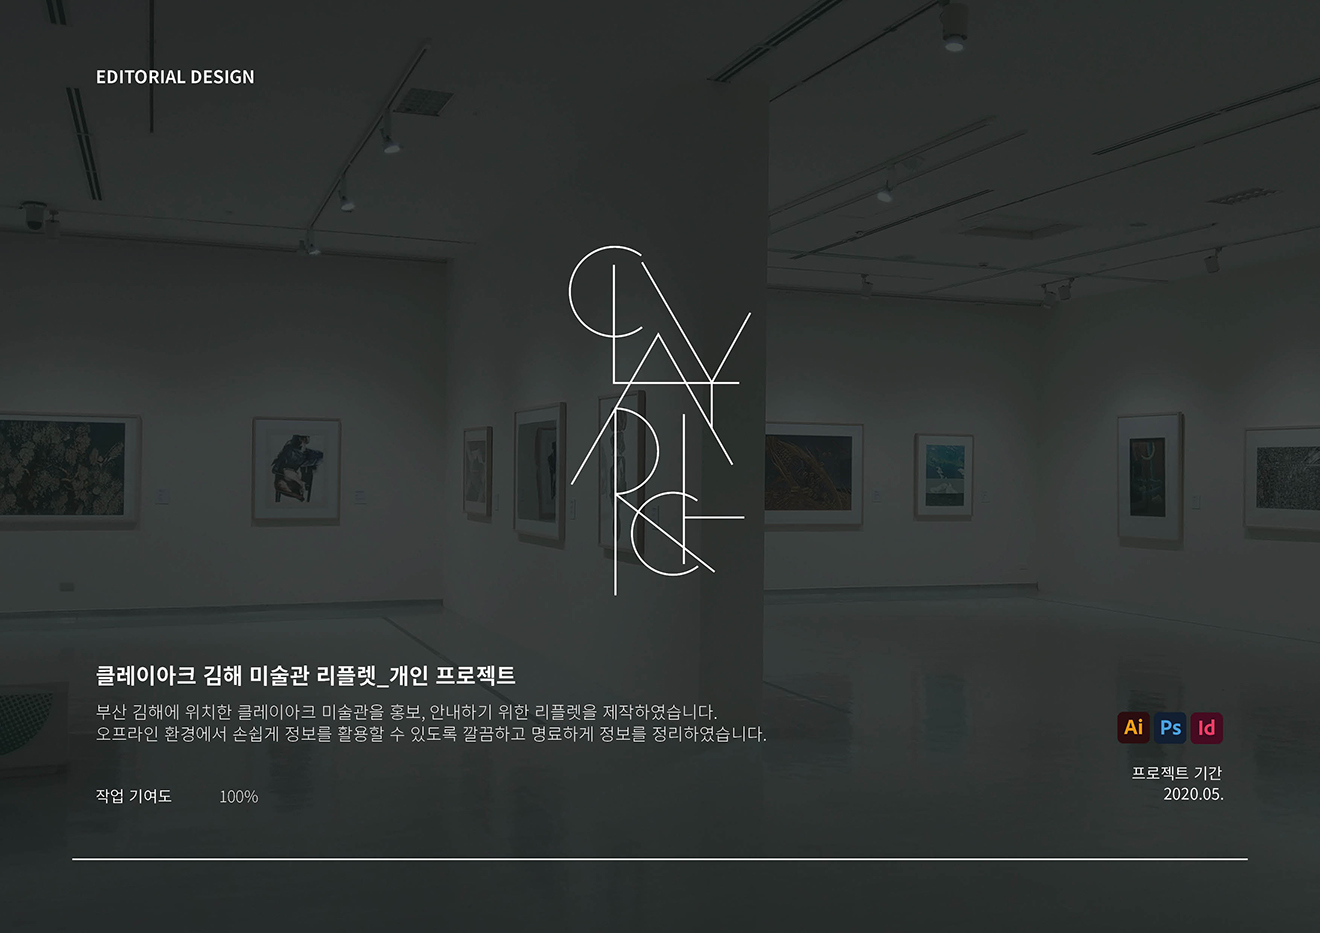 EDITORIAL DESIGN
CLAY
ARCH
클레이아크 김해 미술관 리플렛_개인 프로젝트
부산 김해에 위치한 클레이아크 미술관을 홍보, 안내하기 위한 리플렛을 제작하였습니다.
오프라인 환경에서 손쉽게 정보를 활용할 수 있도록 깔끔하고 명료하게 정보를 정리하였습니다.
Ai Ps Id
프로젝트 기간
2020.05.
작업 기여도 100%